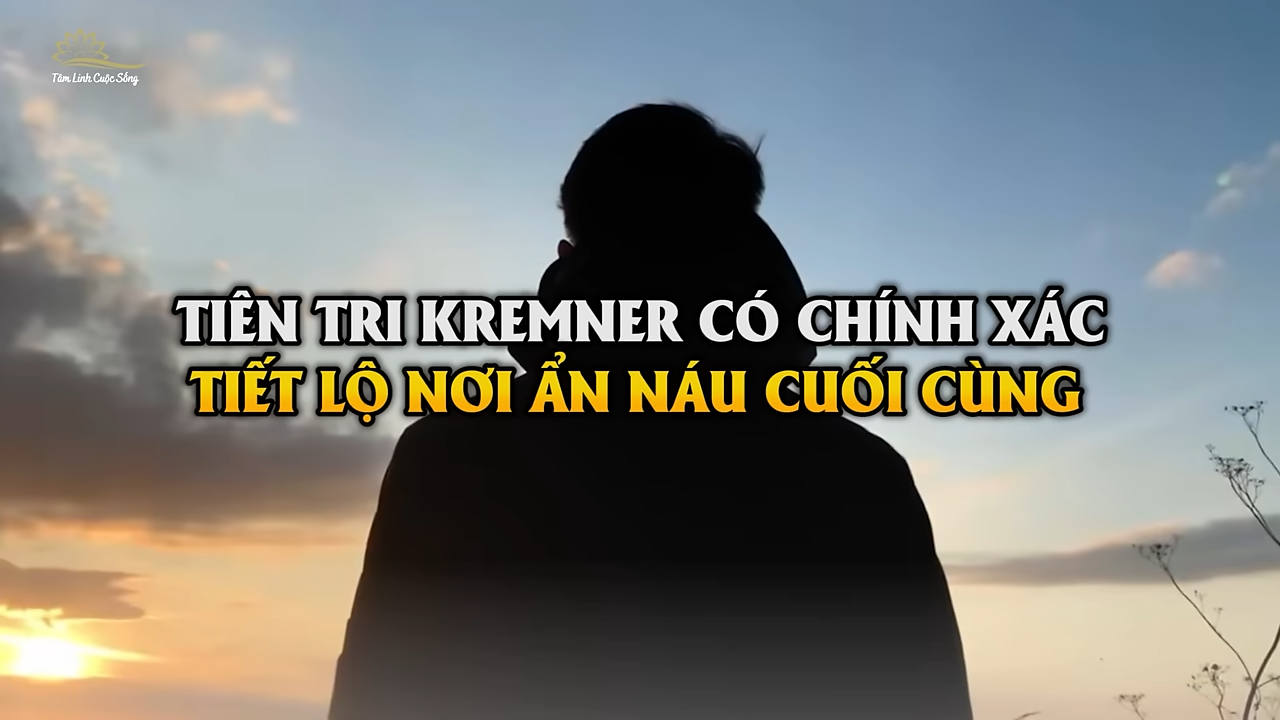 Tâm Linh Cuộc Sống
TIÊN TRI KREMNER CÓ CHÍNH XÁC
TIẾT LỘ NƠI ẨN NÁU CUỐI CÙNG